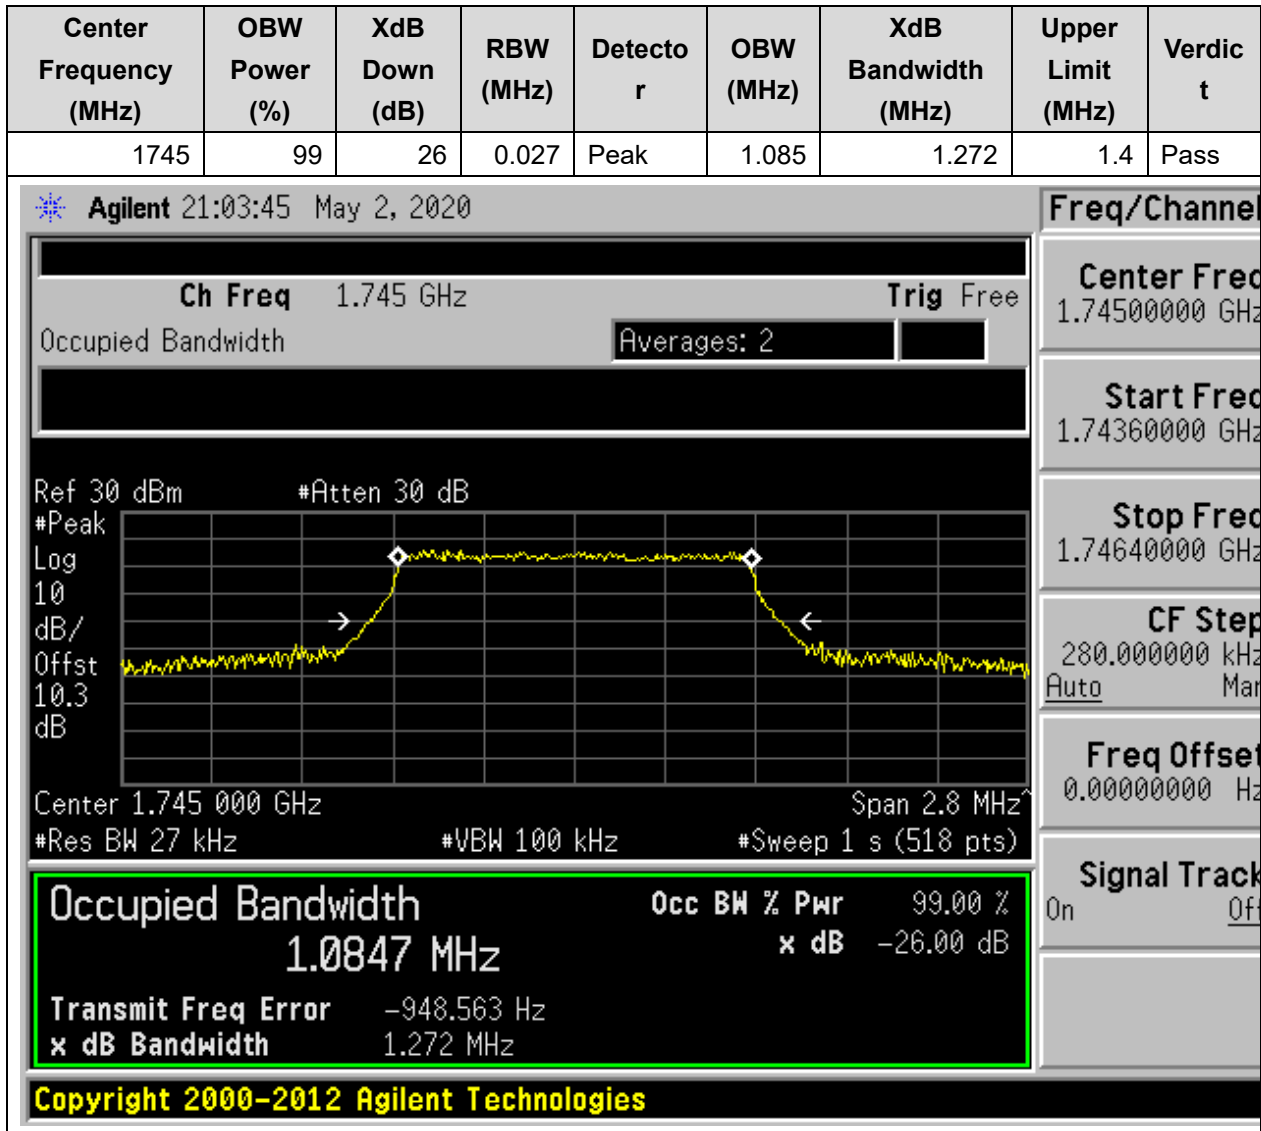 Center Frequency (MHz) OBW Power (%) XdB Down (dB) RBW (MHz) Detector OBW (MHz) XdB Bandwidth (MHz) Upper Limit (MHz) Verdict
1745 99 26 0.027 Peak 1.085 1.272 1.4 Pass
Agilent 21:03:45 May 2, 2020
Freq/Channel
Ch Freq 1.745 GHz Trig Free
Occupied Bandwidth Averages: 2
Center Freq
1.74500000 GHz
Start Freq
1.74360000 GHz
Stop Freq
1.74640000 GHz
CF Step
280.000000 kHz
Auto Man
Freq Offset
0.00000000 Hz
Signal Track
On Off
Ref 30 dBm #Atten 30 dB
#Peak
Log
10
dB/
Offst
10.3
dB
Center 1.745 000 GHz Span 2.8 MHz^
#Res BW 27 kHz #VBW 100 kHz #Sweep 1 s (518 pts)
Occupied Bandwidth
1.0847 MHz
Occ BW % Pwr 99.00 %
x dB -26.00 dB
Transmit Freq Error -948.563 Hz
x dB Bandwidth 1.272 MHz
Copyright 2000-2012 Agilent Technologies